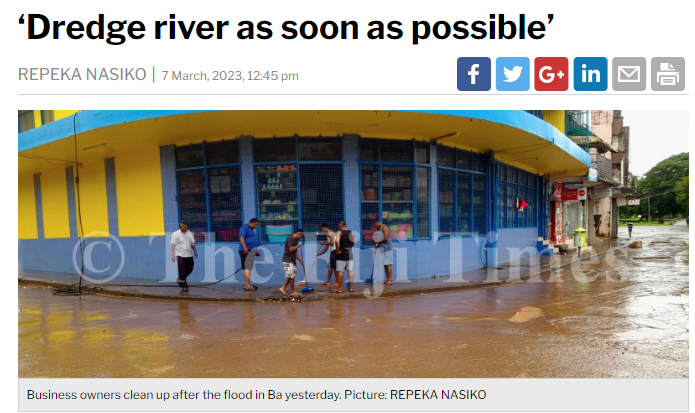 ‘Dredge river as soon as possible’
REPEKA NASIKO | 7 March, 2023, 12:45 pm
© The Fiji Times
Business owners clean up after the flood in Ba yesterday. Picture: REPEKA NASIKO